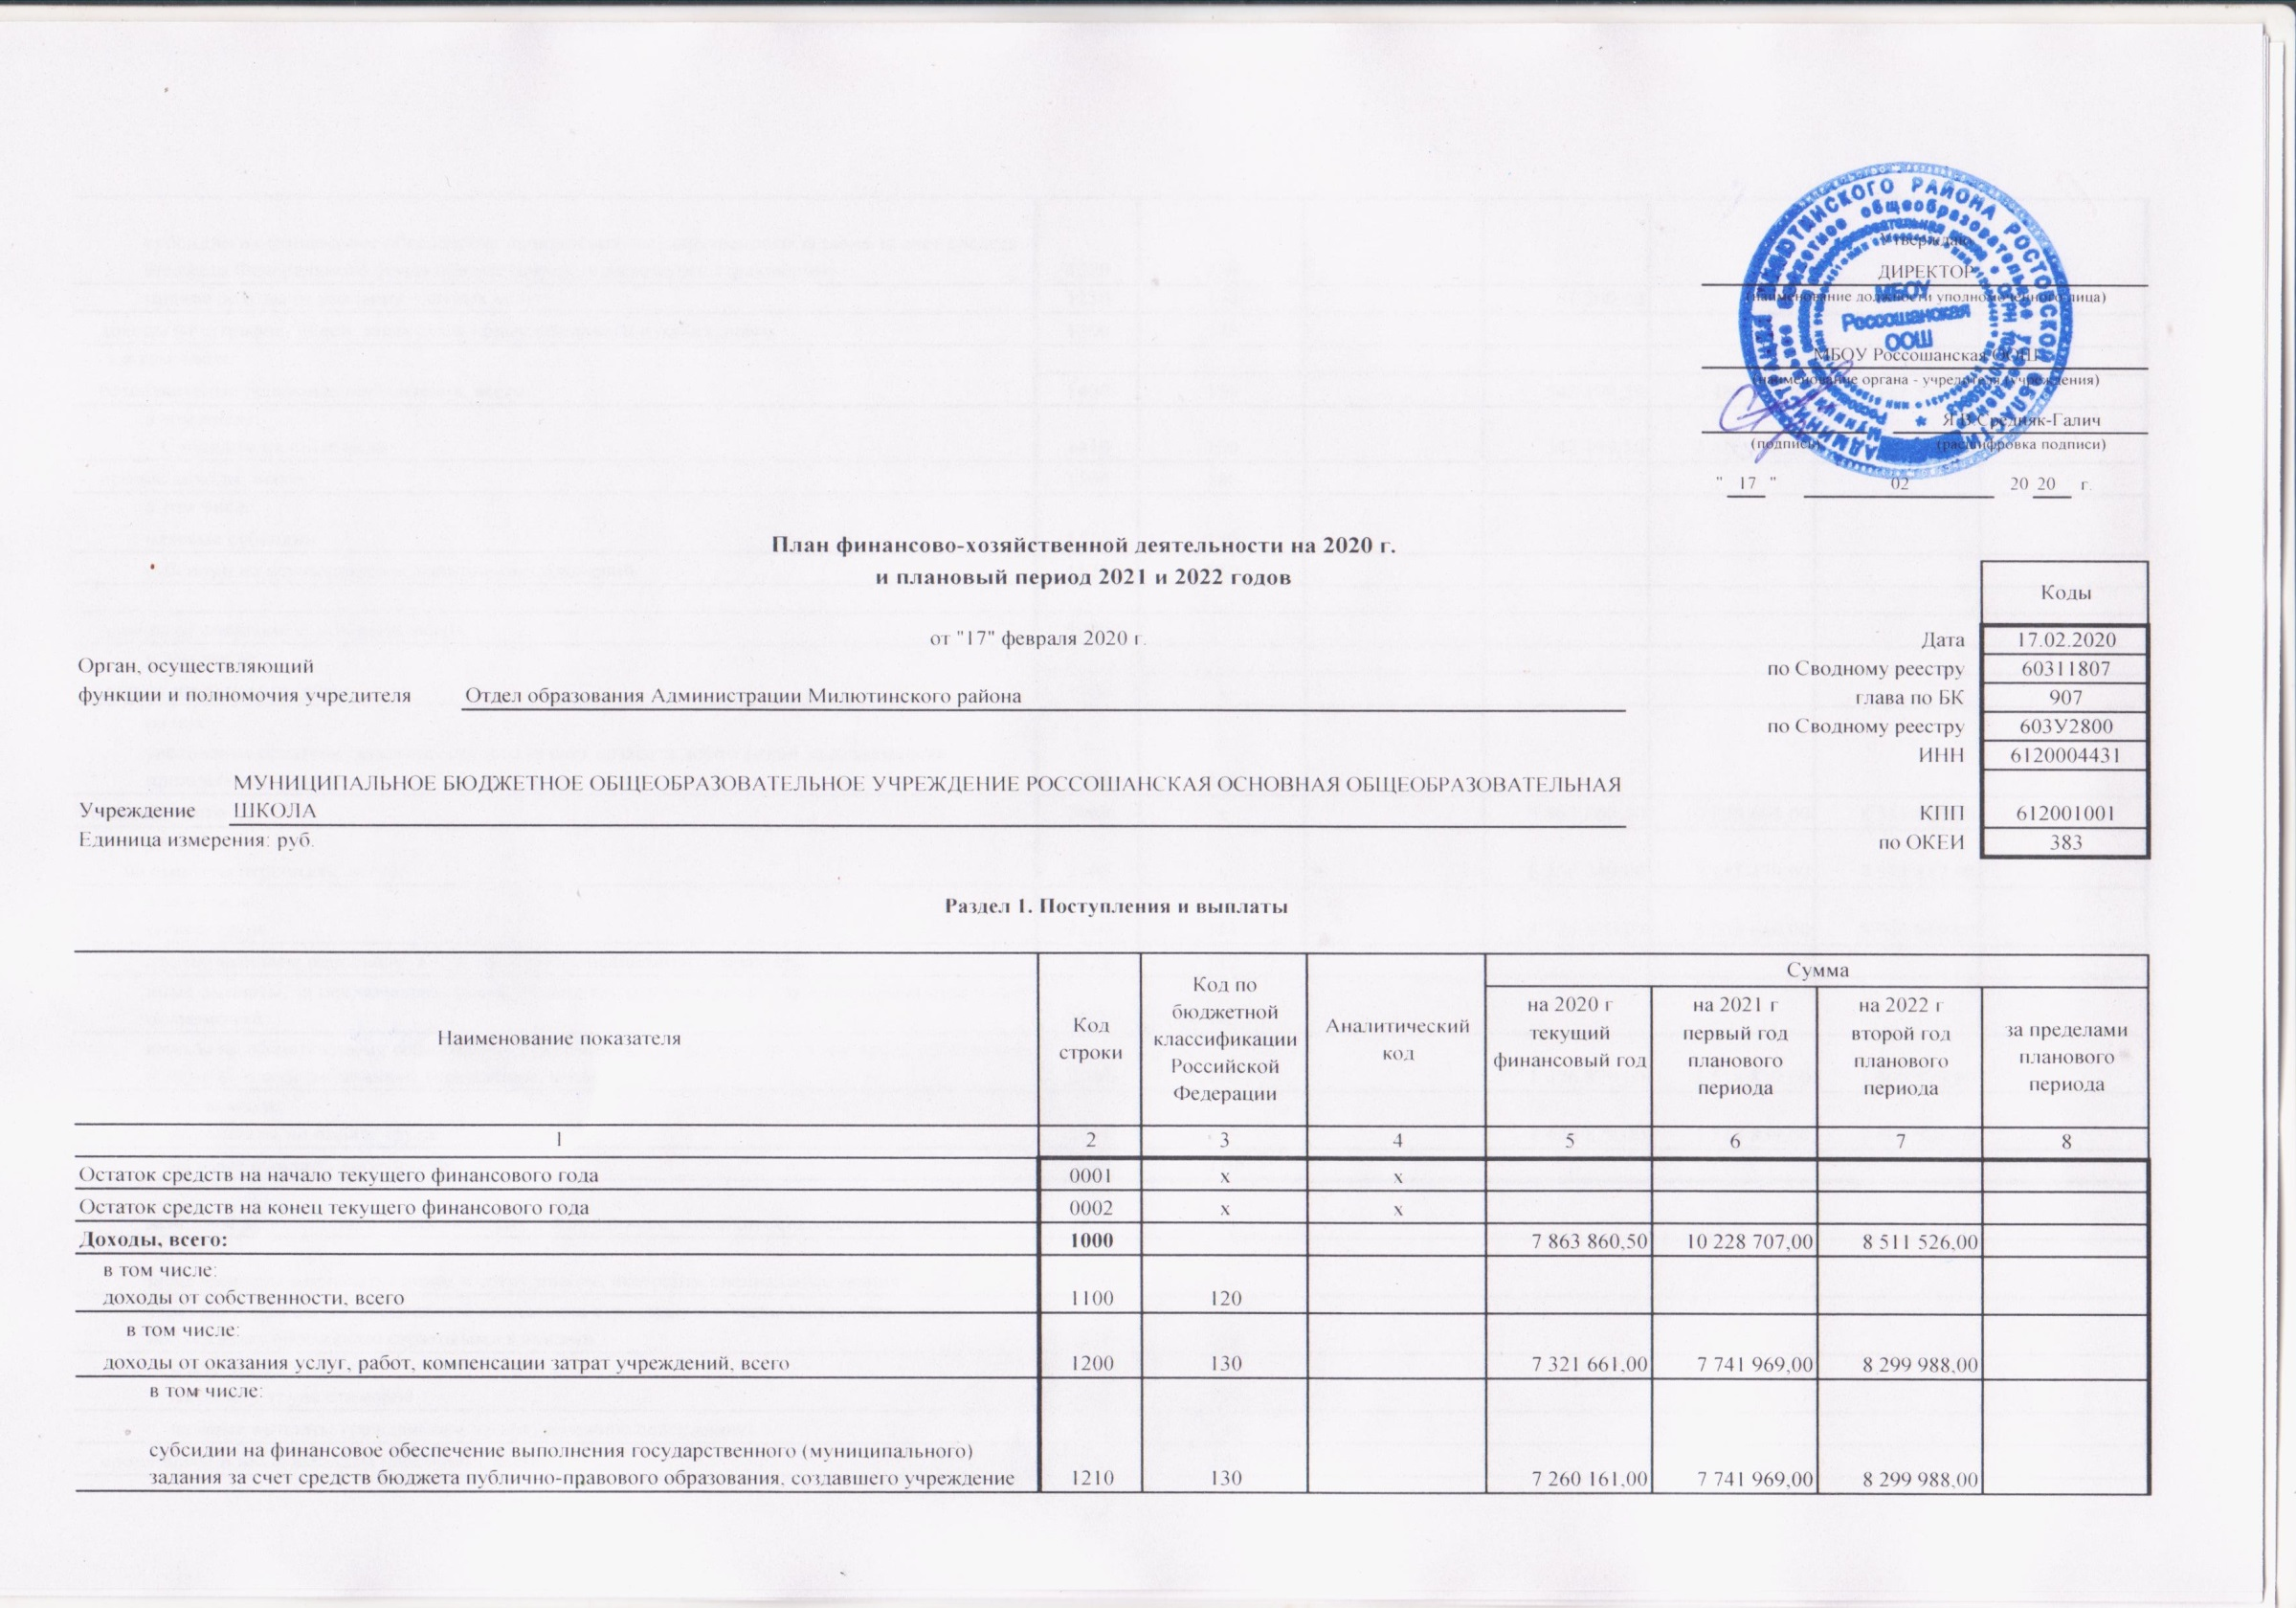 Утверждаю
ДИРЕКТОР
(наименование должности уполномоченного лица)
МБОУ Россошанская ООШ
(наименование органа - учредителя (учреждения)
Я.В.Средняк-Галич
(подпись) (расшифровка подписи)
" 17 " 02 20 20 г.
МБОУ
Россошанская
ООШ
План финансово-хозяйственной деятельности на 2020 г.
и плановый период 2021 и 2022 годов
Коды
от "17" февраля 2020 г. Дата 17.02.2020
Орган, осуществляющий по Сводному реестру 60311807
функции и полномочия учредителя Отдел образования Администрации Милютинского района глава по БК 907
по Сводному реестру 603У2800
ИНН 6120004431
МУНИЦИПАЛЬНОЕ БЮДЖЕТНОЕ ОБЩЕОБРАЗОВАТЕЛЬНОЕ УЧРЕЖДЕНИЕ РОССОШАНСКАЯ ОСНОВНАЯ ОБЩЕОБРАЗОВАТЕЛЬНАЯ
Учреждение ШКОЛА КПП 612001001
Единица измерения: руб. по ОКЕИ 383
Раздел 1. Поступления и выплаты
Наименование показателя
Код
строки
Код по
бюджетной
классификации
Российской
Федерации
Аналитический
код
Сумма
на 2020 г
текущий
финансовый год
на 2021 г
первый год
планового
периода
на 2022 г
второй год
планового
периода
за пределами
планового
периода
1 2 3 4 5 6 7 8
Остаток средств на начало текущего финансового года 0001 х х
Остаток средств на конец текущего финансового года 0002 х х
Доходы, всего: 1000 7 863 860,50 10 228 707,00 8 511 526,00
в том числе:
доходы от собственности, всего 1100 120
в том числе:
доходы от оказания услуг, работ, компенсации затрат учреждений, всего 1200 130 7 321 661,00 7 741 969,00 8 299 988,00
в том числе:
субсидии на финансовое обеспечение выполнения государственного (муниципального)
задания за счет средств бюджета публично-правового образования, создавшего учреждение 1210 130 7 260 161,00 7 741 969,00 8 299 988,00